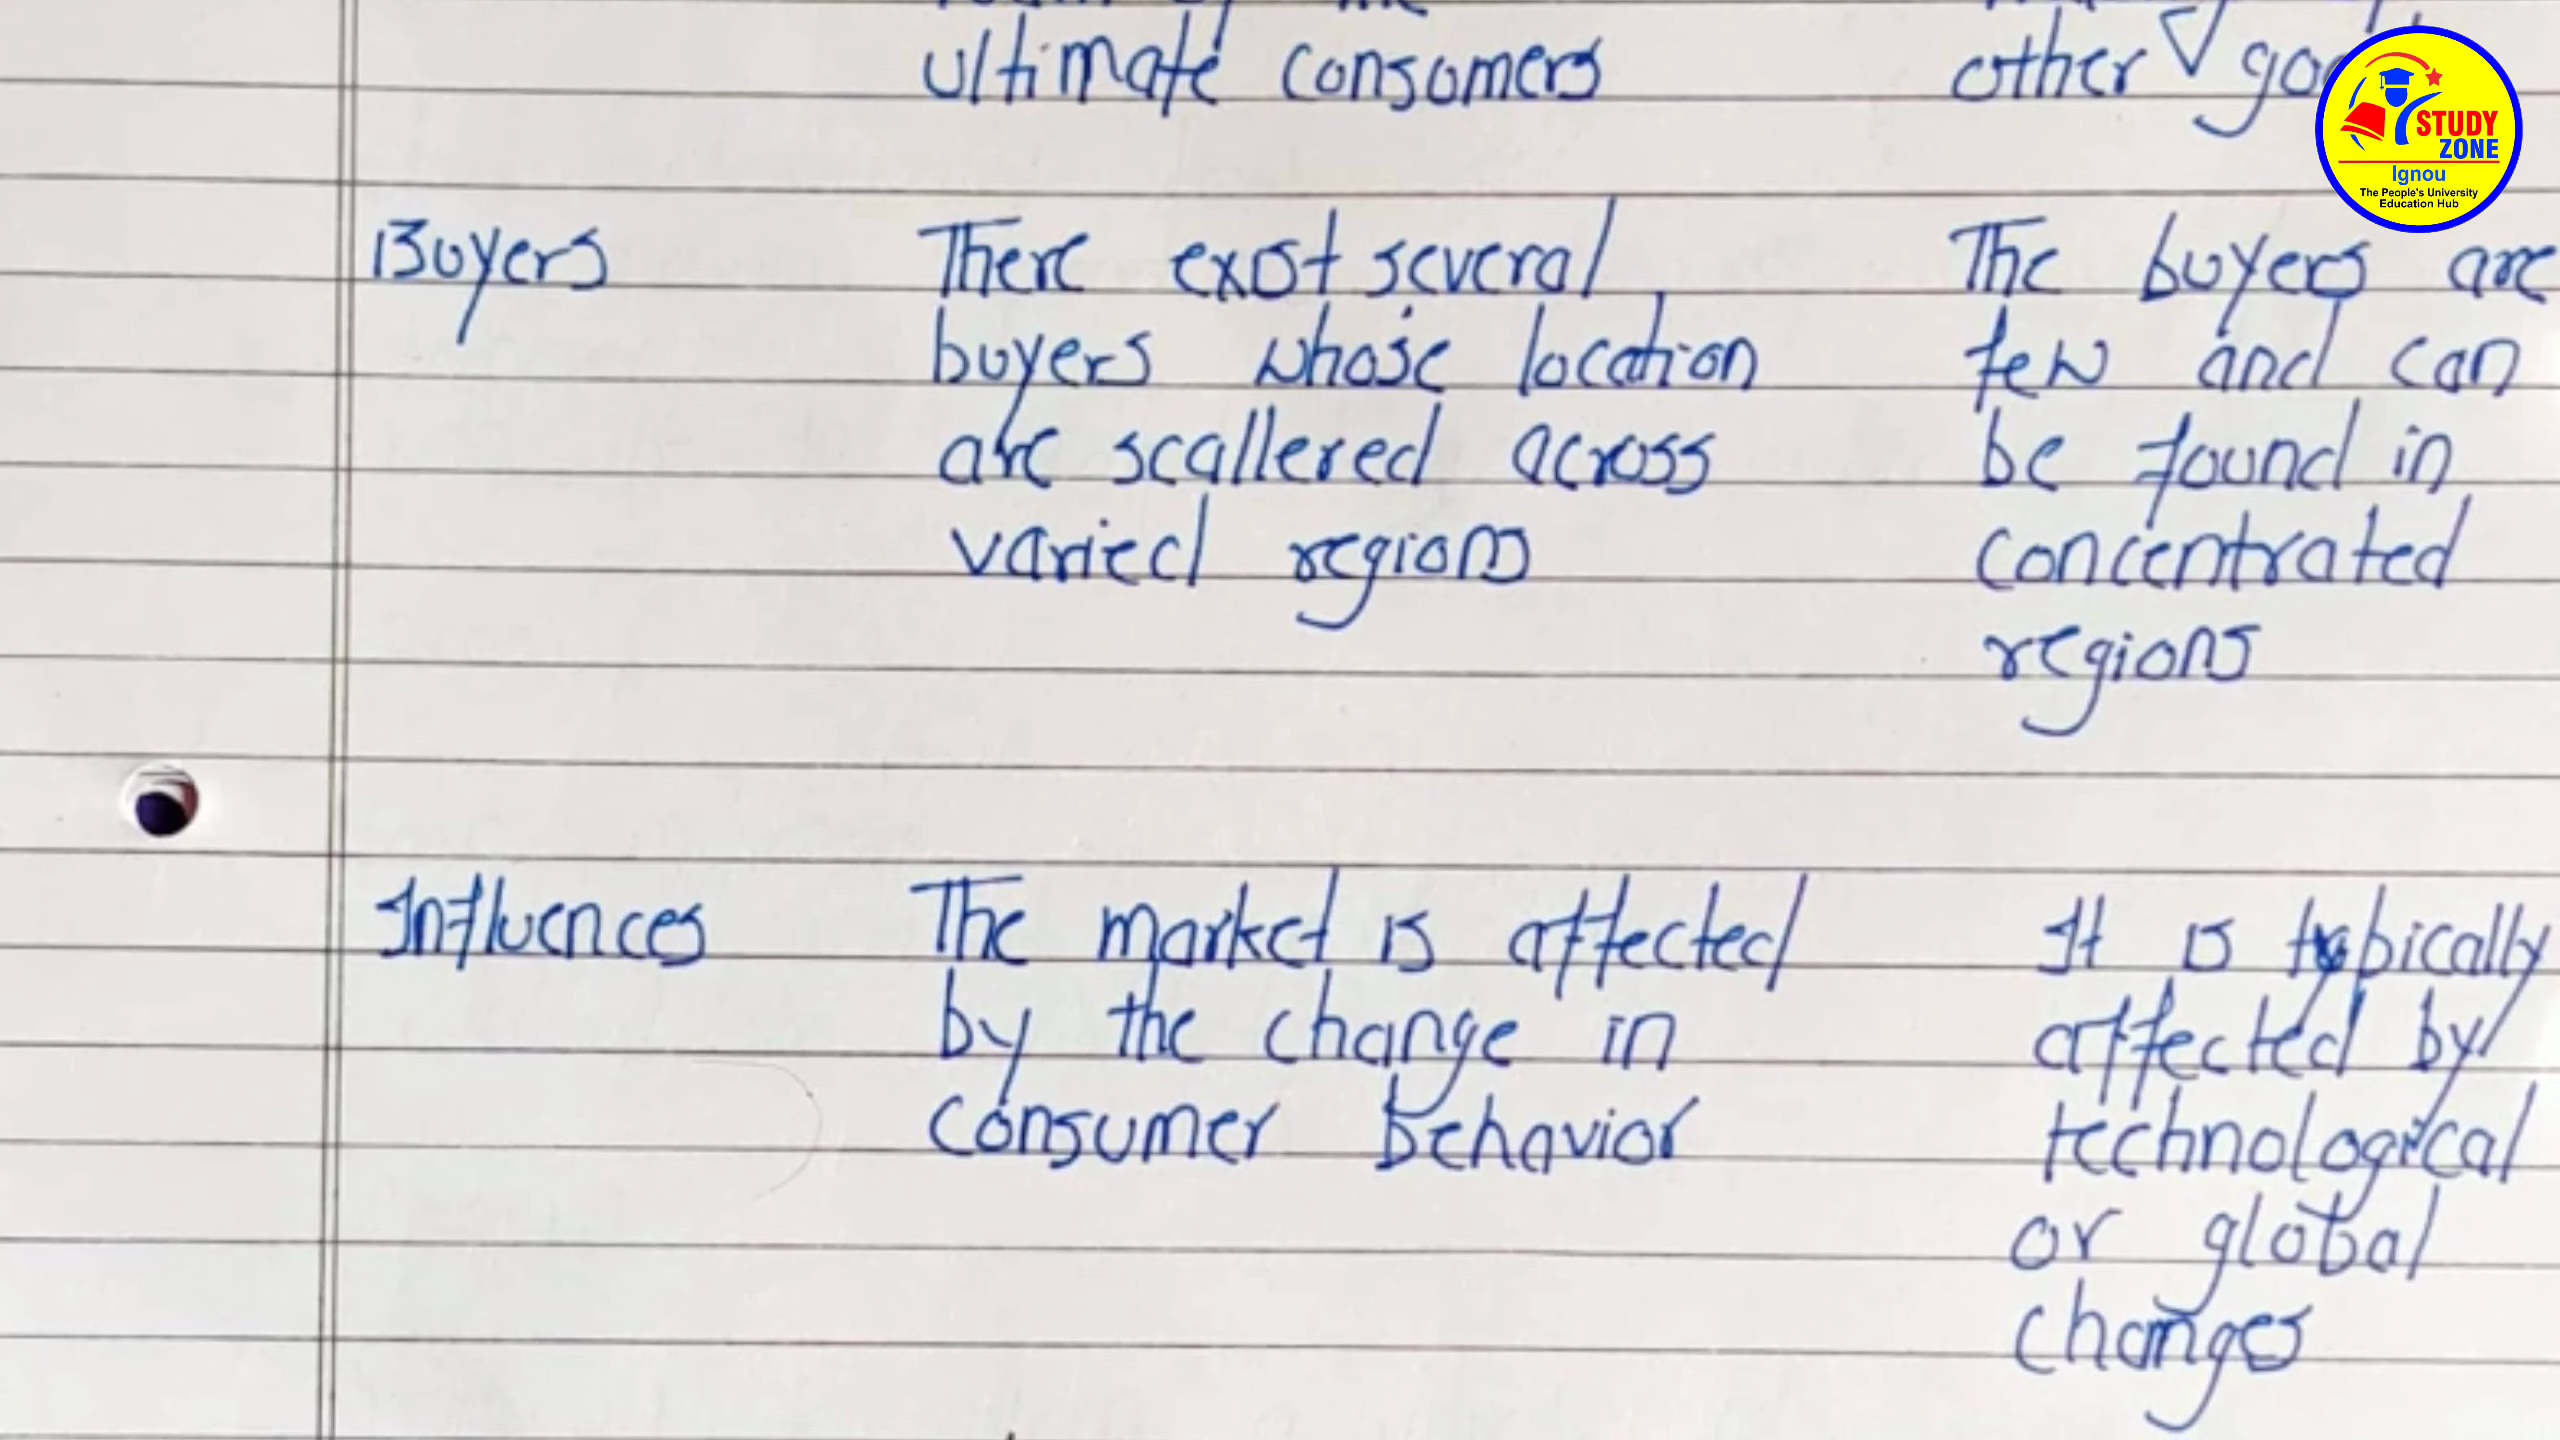 ultimate consumers
other
Buyers
There exist several
buyers whose location
are scallered across
varied regions
The buyers are
few and can
be found in
concentrated
regions
Influences
The market is affected
by the change in
consumer Behavior
It is typically
affected by
technological
or global
changes
STUDY
ZONE
Ignou
The People's University
Education Hub